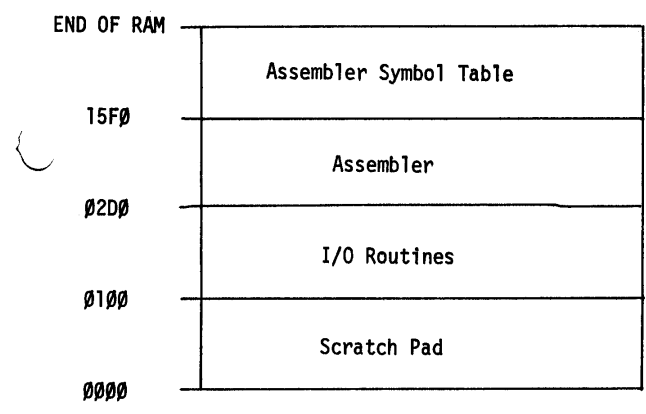 END OF RAM
Assembler Symbol Table
15FØ
Assembler
Ø2DØ
I/O Routines
Ø1ØØ
Scratch Pad
ØØØØ